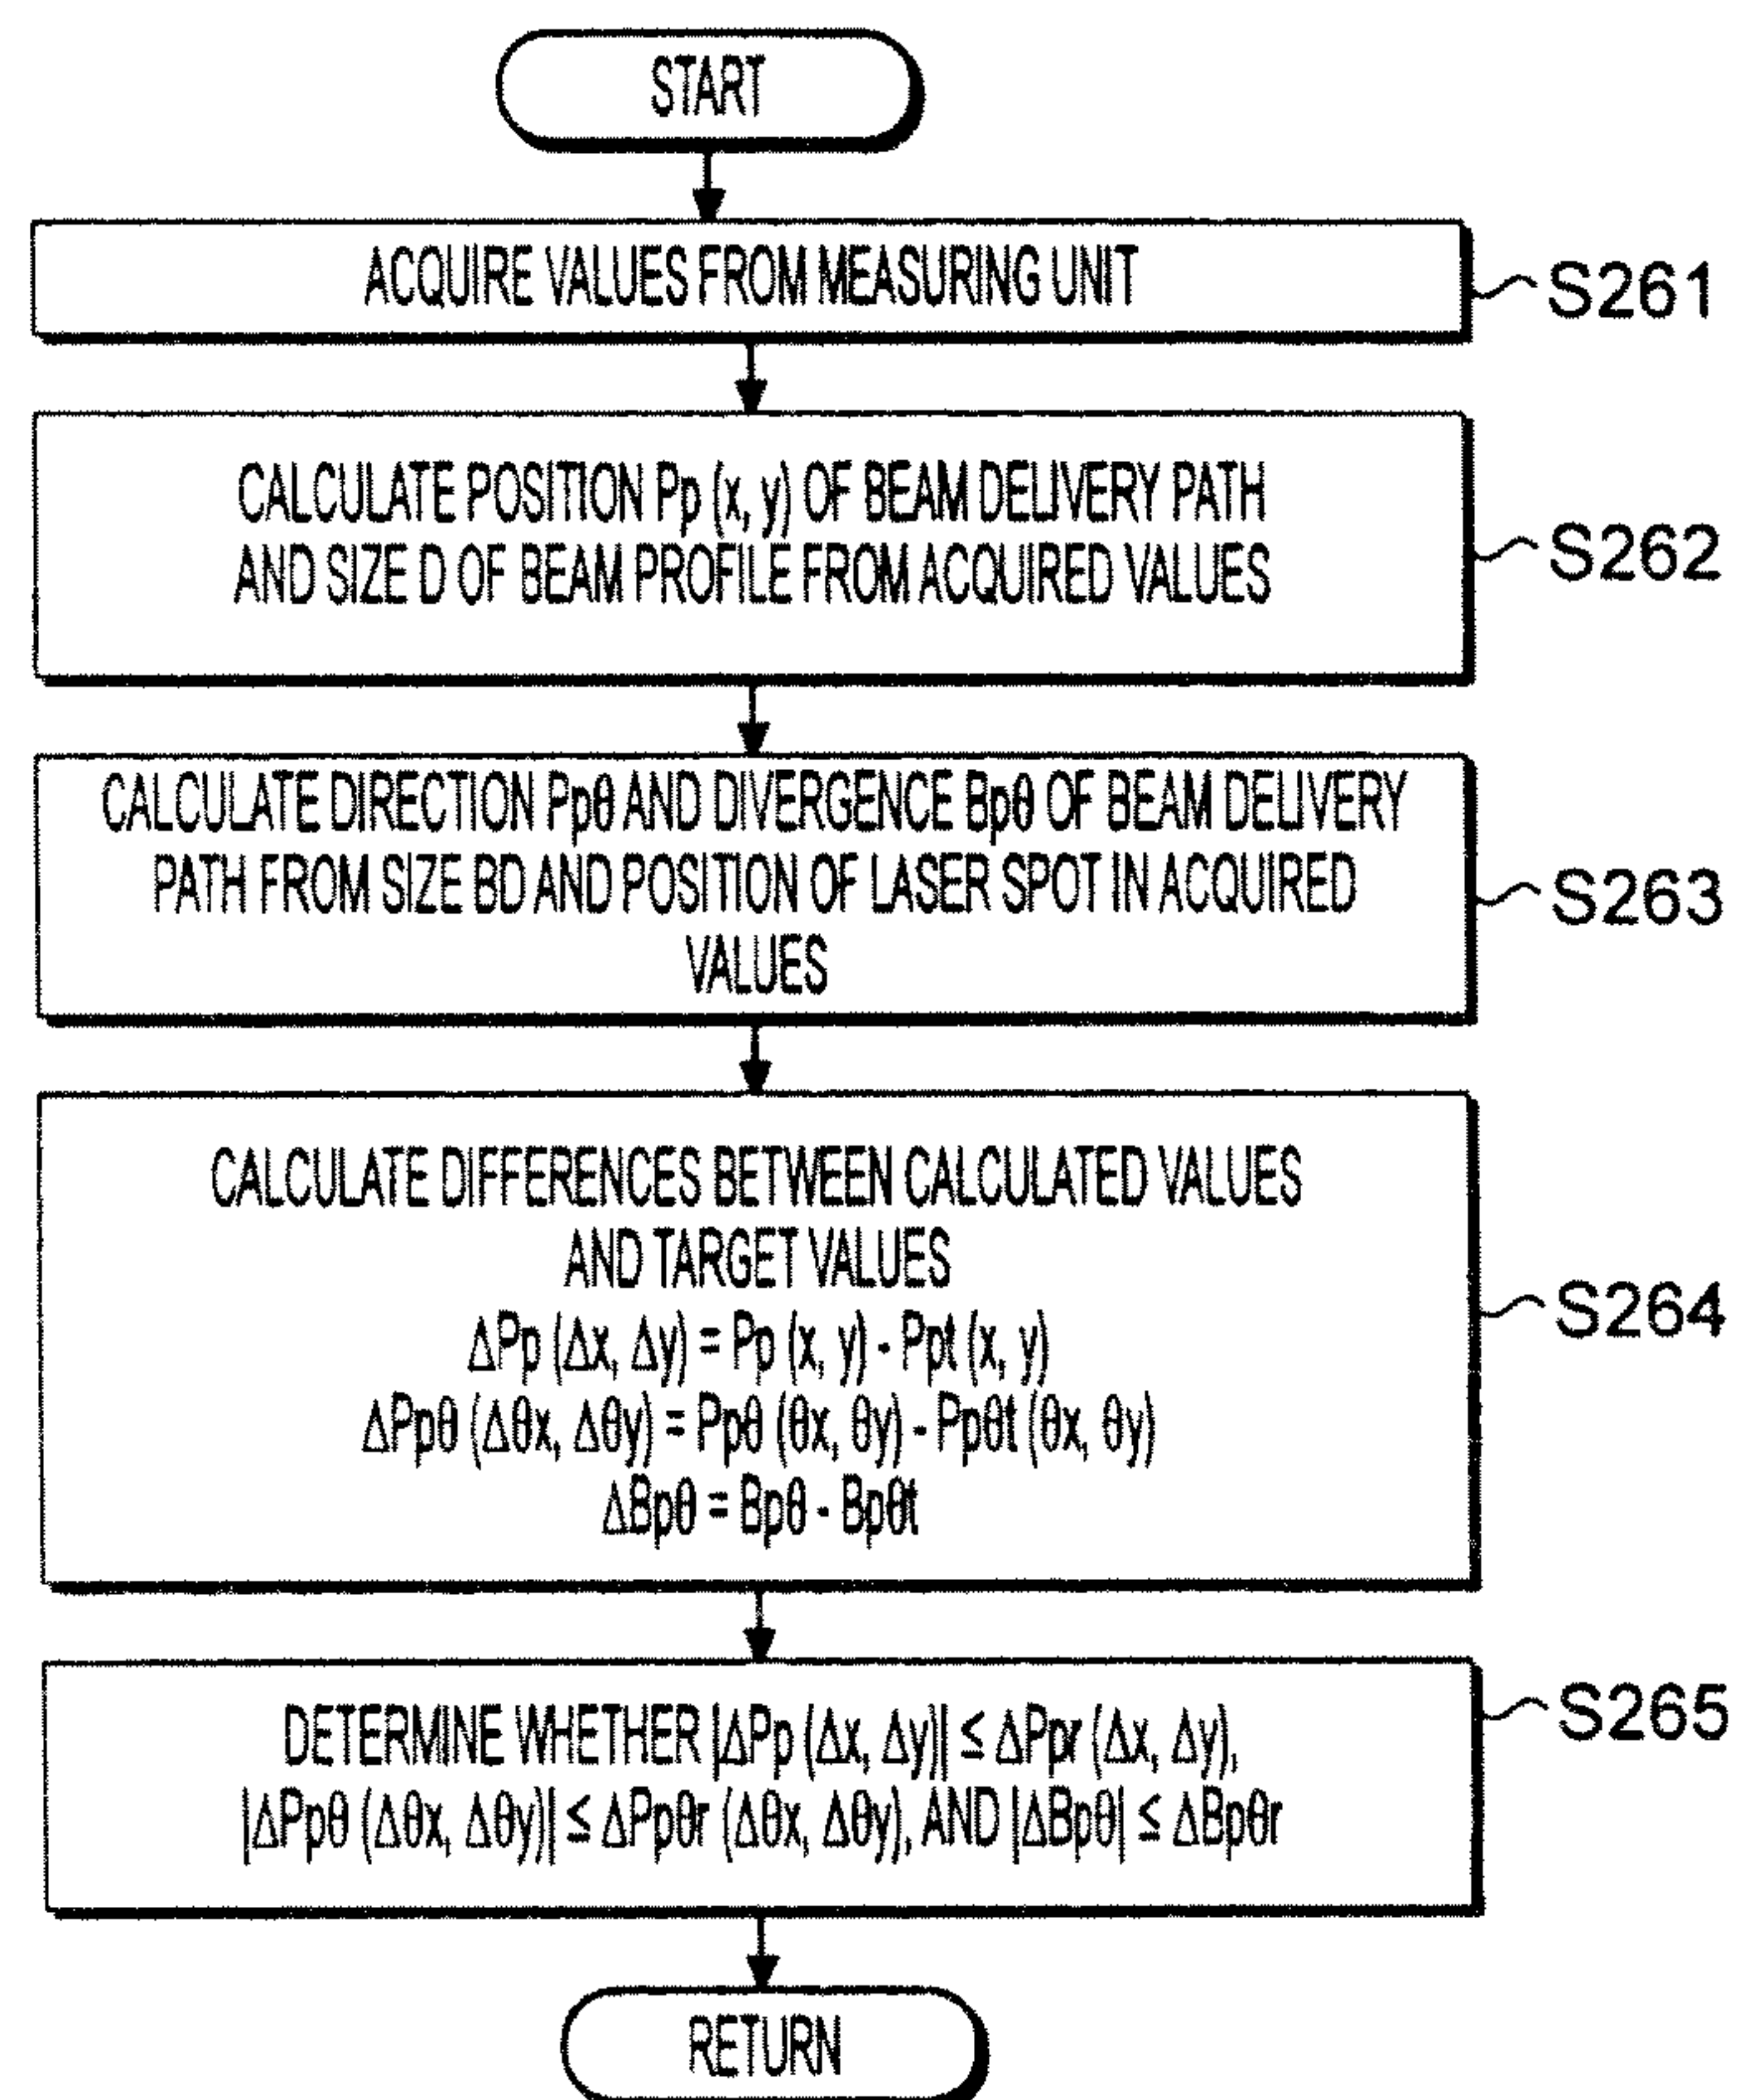 START
ACQUIRE VALUES FROM MEASURING UNIT
S261
CALCULATE POSITION Pp (x, y) OF BEAM DELIVERY PATH
AND SIZE D OF BEAM PROFILE FROM ACQUIRED VALUES
S262
CALCULATE DIRECTION Ppθ AND DIVERGENCE Bpθ OF BEAM DELIVERY
PATH FROM SIZE BD AND POSITION OF LASER SPOT IN ACQUIRED
VALUES
S263
CALCULATE DIFFERENCES BETWEEN CALCULATED VALUES
AND TARGET VALUES
ΔPp (Δx, Δy) = Pp (x, y) - Ppt (x, y)
ΔPpθ (Δθx, Δθy) = Ppθ (θx, θy) - Ppθt (θx, θy)
ΔBpθ = Bpθ - Bpθt
S264
DETERMINE WHETHER |ΔPp (Δx, Δy)| ≤ ΔPpr (Δx, Δy),
|ΔPpθ (Δθx, Δθy)| ≤ ΔPpθr (Δθx, Δθy), AND |ΔBpθ| ≤ ΔBpθr
S265
RETURN